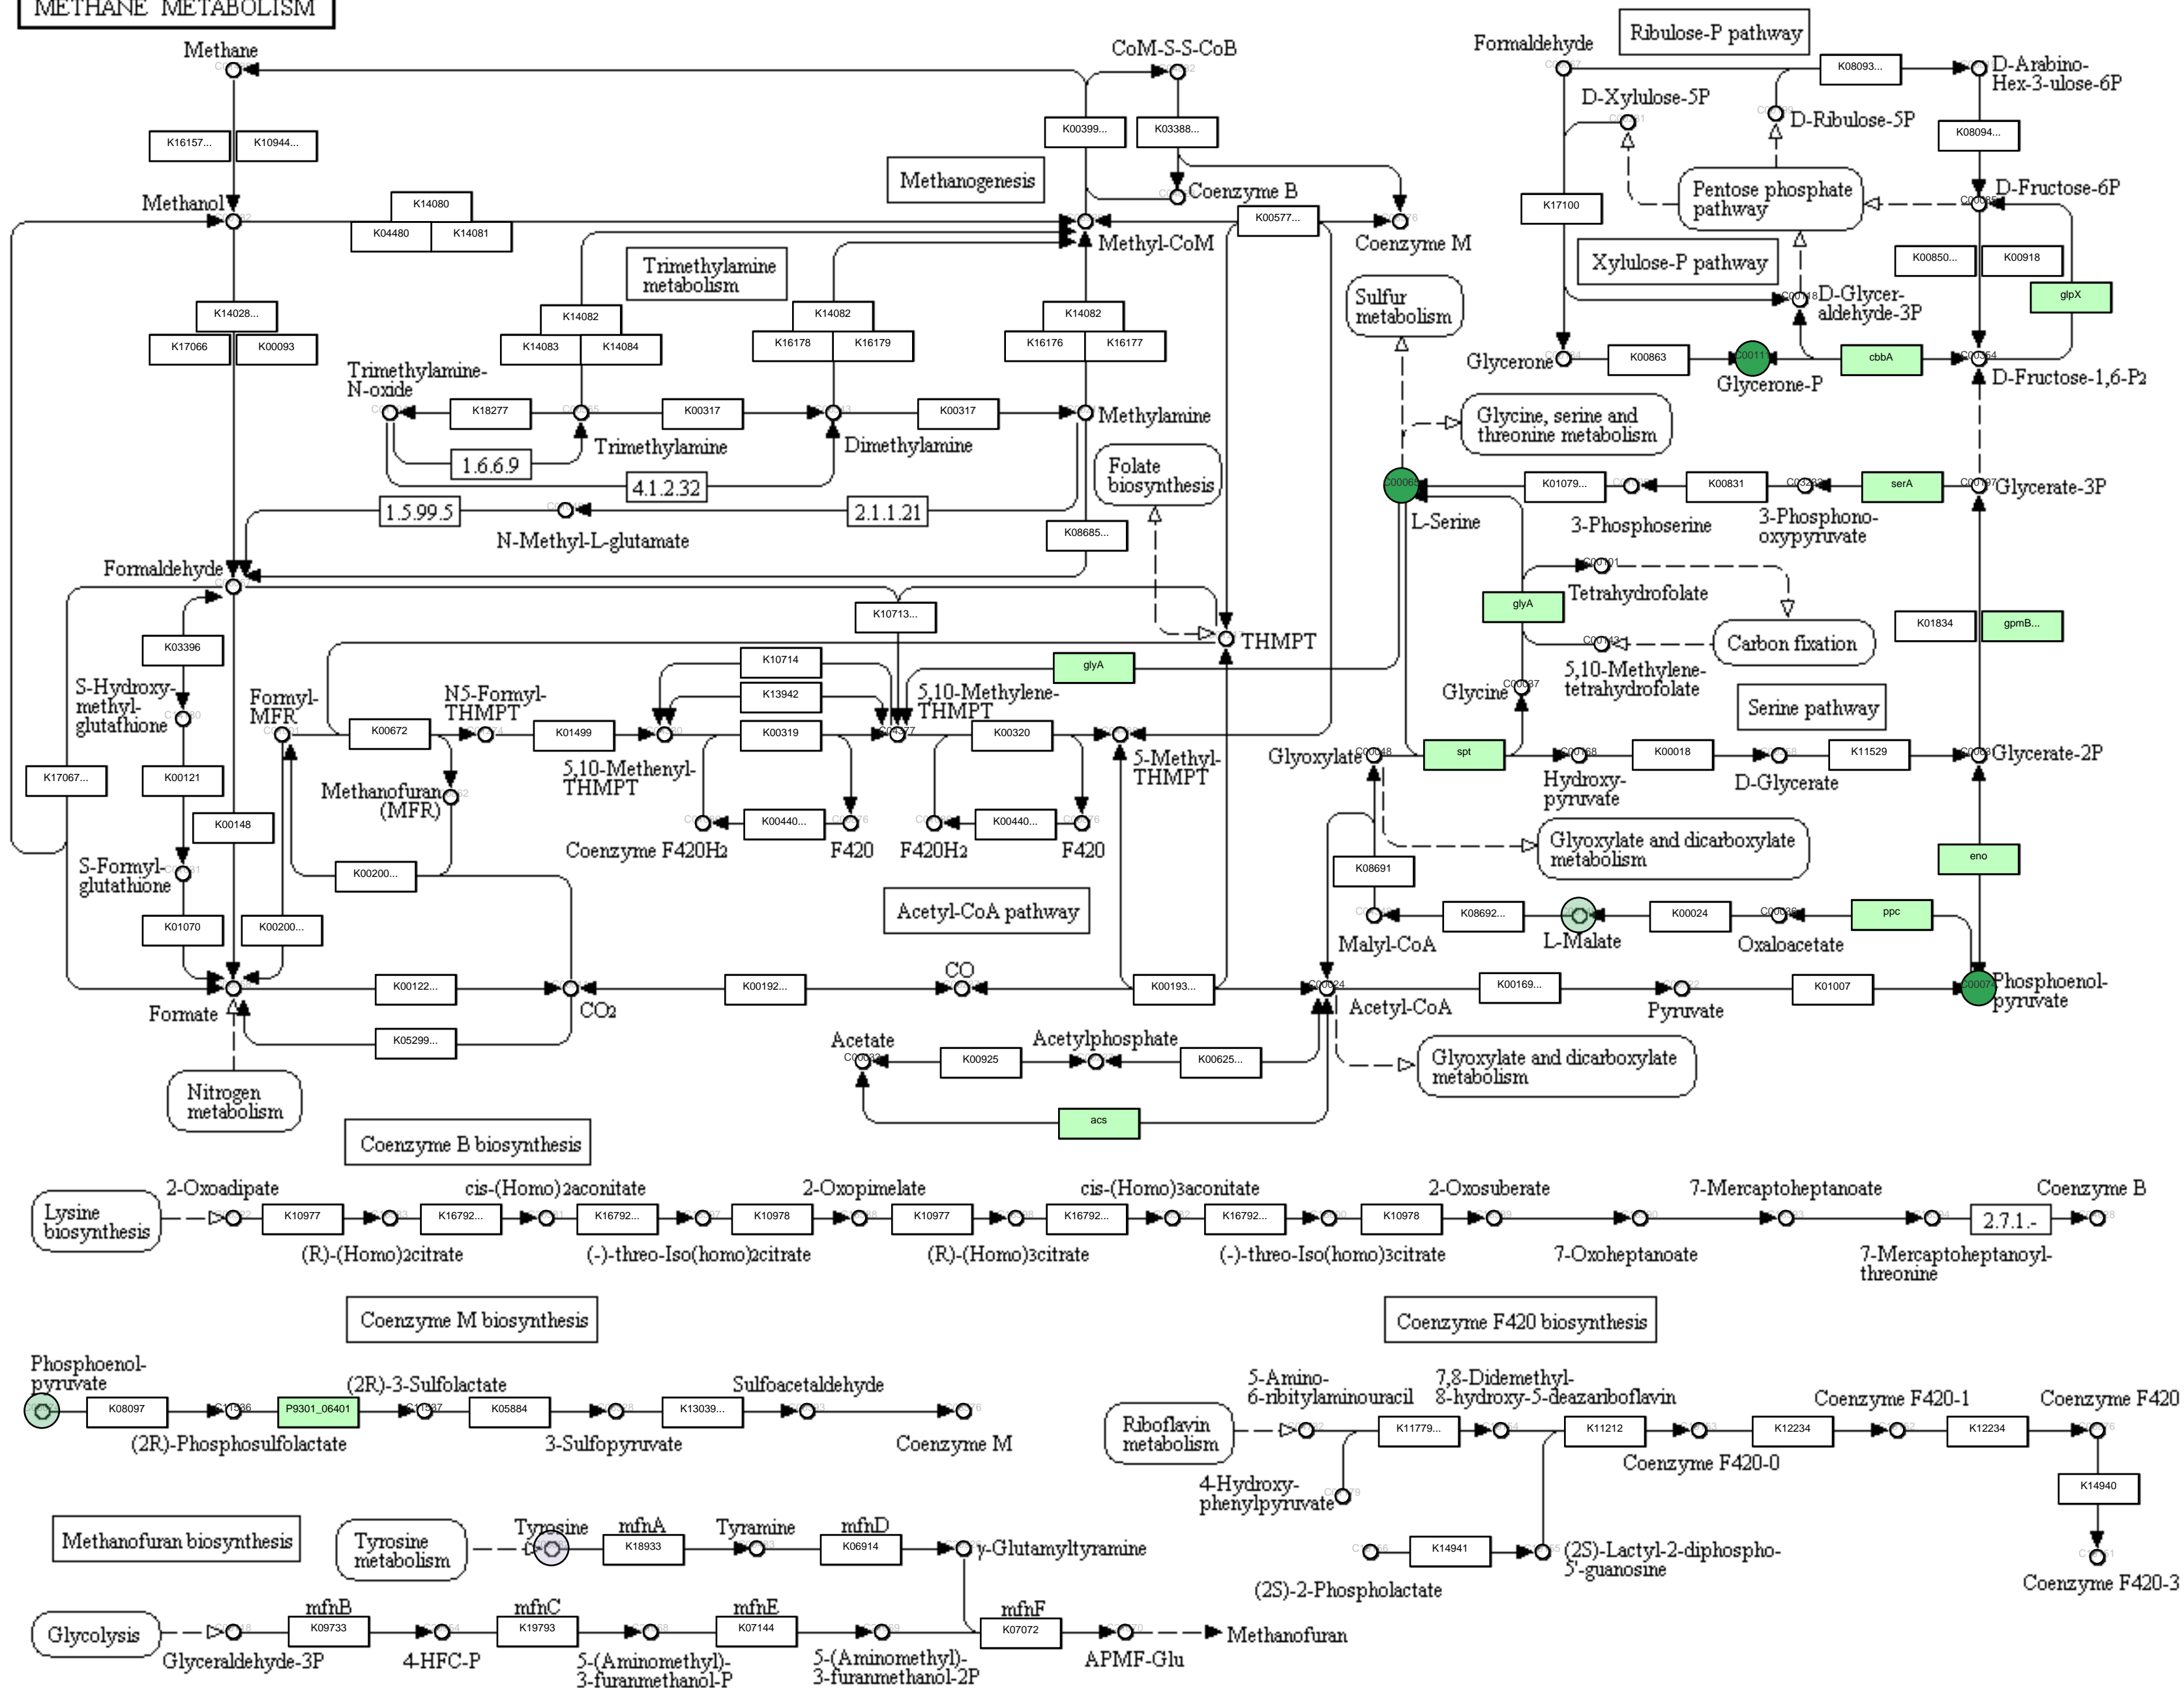 METHANE METABOLISM
Methane
CoM-S-S-CoB
Formaldehyde
Ribulose-P pathway
K08093...
D-Arabino-
Hex-3-ulose-6P
D-Xylulose-5P
D-Ribulose-5P
K16157...
K10944...
K00399...
K03388...
K08094...
Methanogenesis
Coenzyme B
Pentose phosphate
pathway
D-Fructose-6P
Methanol
K14080
K04480
K14081
K00577...
K17100
Methyl-CoM
Coenzyme M
Xylulose-P pathway
K00850...
K00918
Trimethylamine
metabolism
Sulfur
metabolism
D-Glycer-
aldehyde-3P
glpX
K14028...
K17066
K00093
K14082
K14083
K14084
K14082
K16178
K16179
K14082
K16176
K16177
Glycerone
K00863
C00111
cbbA
C00354
Glycerone-P
D-Fructose-1,6-P2
Trimethylamine-
N-oxide
K18277
K00317
K00317
Methylamine
Trimethylamine
Dimethylamine
1.6.6.9
4.1.2.32
Glycine, serine and
threonine metabolism
Folate
biosynthesis
C00065
K01079...
K00831
serA
C00197
Glycerate-3P
L-Serine
3-Phosphoserine
3-Phosphono-
oxypyruvate
1.5.99.5
2.1.1.21
N-Methyl-L-glutamate
K08685...
Formaldehyde
C00101
Tetrahydrofolate
K10713...
glyA
K01834
gpmB...
K03396
THMPT
C00143
Carbon fixation
K10714
glyA
5,10-Methylene-
tetrahydrofolate
S-Hydroxy-
methyl-
glutathione
Formyl-
MFR
N5-Formyl-
THMPT
K13942
5,10-Methylene-
THMPT
Glycine
C00037
Serine pathway
K00672
K01499
K00319
C04377
K00320
5,10-Methenyl-
THMPT
5-Methyl-
THMPT
Glyoxylate
C00048
spt
C00168
K00018
K11529
Glycerate-2P
Hydroxy-
pyruvate
D-Glycerate
K17067...
K00121
Methanofuran
(MFR)
K00148
K00440...
K00440...
Coenzyme F420H2
F420
F420H2
F420
Glyoxylate and dicarboxylate
metabolism
S-Formyl-
glutathione
K00200...
K08691
eno
Acetyl-CoA pathway
K01070
K00200...
K08692...
K00024
C00036
ppc
Malyl-CoA
L-Malate
Oxaloacetate
CO
K00122...
K00192...
K00193...
C00024
K00169...
K01007
C00074
Phosphoenol-
pyruvate
Formate
CO2
Acetyl-CoA
Pyruvate
K05299...
Acetate
C00033
K00925
Acetylphosphate
K00625...
Glyoxylate and dicarboxylate
metabolism
Nitrogen
metabolism
acs
Coenzyme B biosynthesis
2-Oxoadipate
cis-(Homo)2aconitate
2-Oxopimelate
cis-(Homo)3aconitate
2-Oxosuberate
7-Mercaptoheptanoate
Coenzyme B
Lysine
biosynthesis
K10977
K16792...
K16792...
K10978
K10977
K16792...
K16792...
K10978
2.7.1.-
(R)-(Homo)2citrate
(-)-threo-Iso(homo)2citrate
(R)-(Homo)3citrate
(-)-threo-Iso(homo)3citrate
7-Oxoheptanoate
7-Mercaptoheptanoyl-
threonine
Coenzyme M biosynthesis
Coenzyme F420 biosynthesis
Phosphoenol-
pyruvate
(2R)-3-Sulfolactate
Sulfoacetaldehyde
K08097
C11536
P9301_06401
C11537
K05884
K13039...
(2R)-Phosphosulfolactate
3-Sulfopyruvate
Coenzyme M
5-Amino-
6-ribitylaminouracil
7,8-Didemethyl-
8-hydroxy-5-deazariboflavin
Coenzyme F420-1
Coenzyme F420
Riboflavin
metabolism
K11779...
K11212
K12234
K12234
Coenzyme F420-0
4-Hydroxy-
phenylpyruvate
K14940
Methanofuran biosynthesis
Tyrosine
metabolism
Tyrosine
mfnA
K18933
Tyramine
mfnD
K06914
γ-Glutamyltyramine
K14941
(2S)-Lactyl-2-diphospho-
5'-guanosine
(2S)-2-Phospholactate
Coenzyme F420-3
Glycolysis
mfnB
K09733
mfnC
K19793
mfnE
K07144
mfnF
K07072
Methanofuran
Glyceraldehyde-3P
4-HFC-P
5-(Aminomethyl)-
3-furanmethanol-P
5-(Aminomethyl)-
3-furanmethanol-2P
APMF-Glu